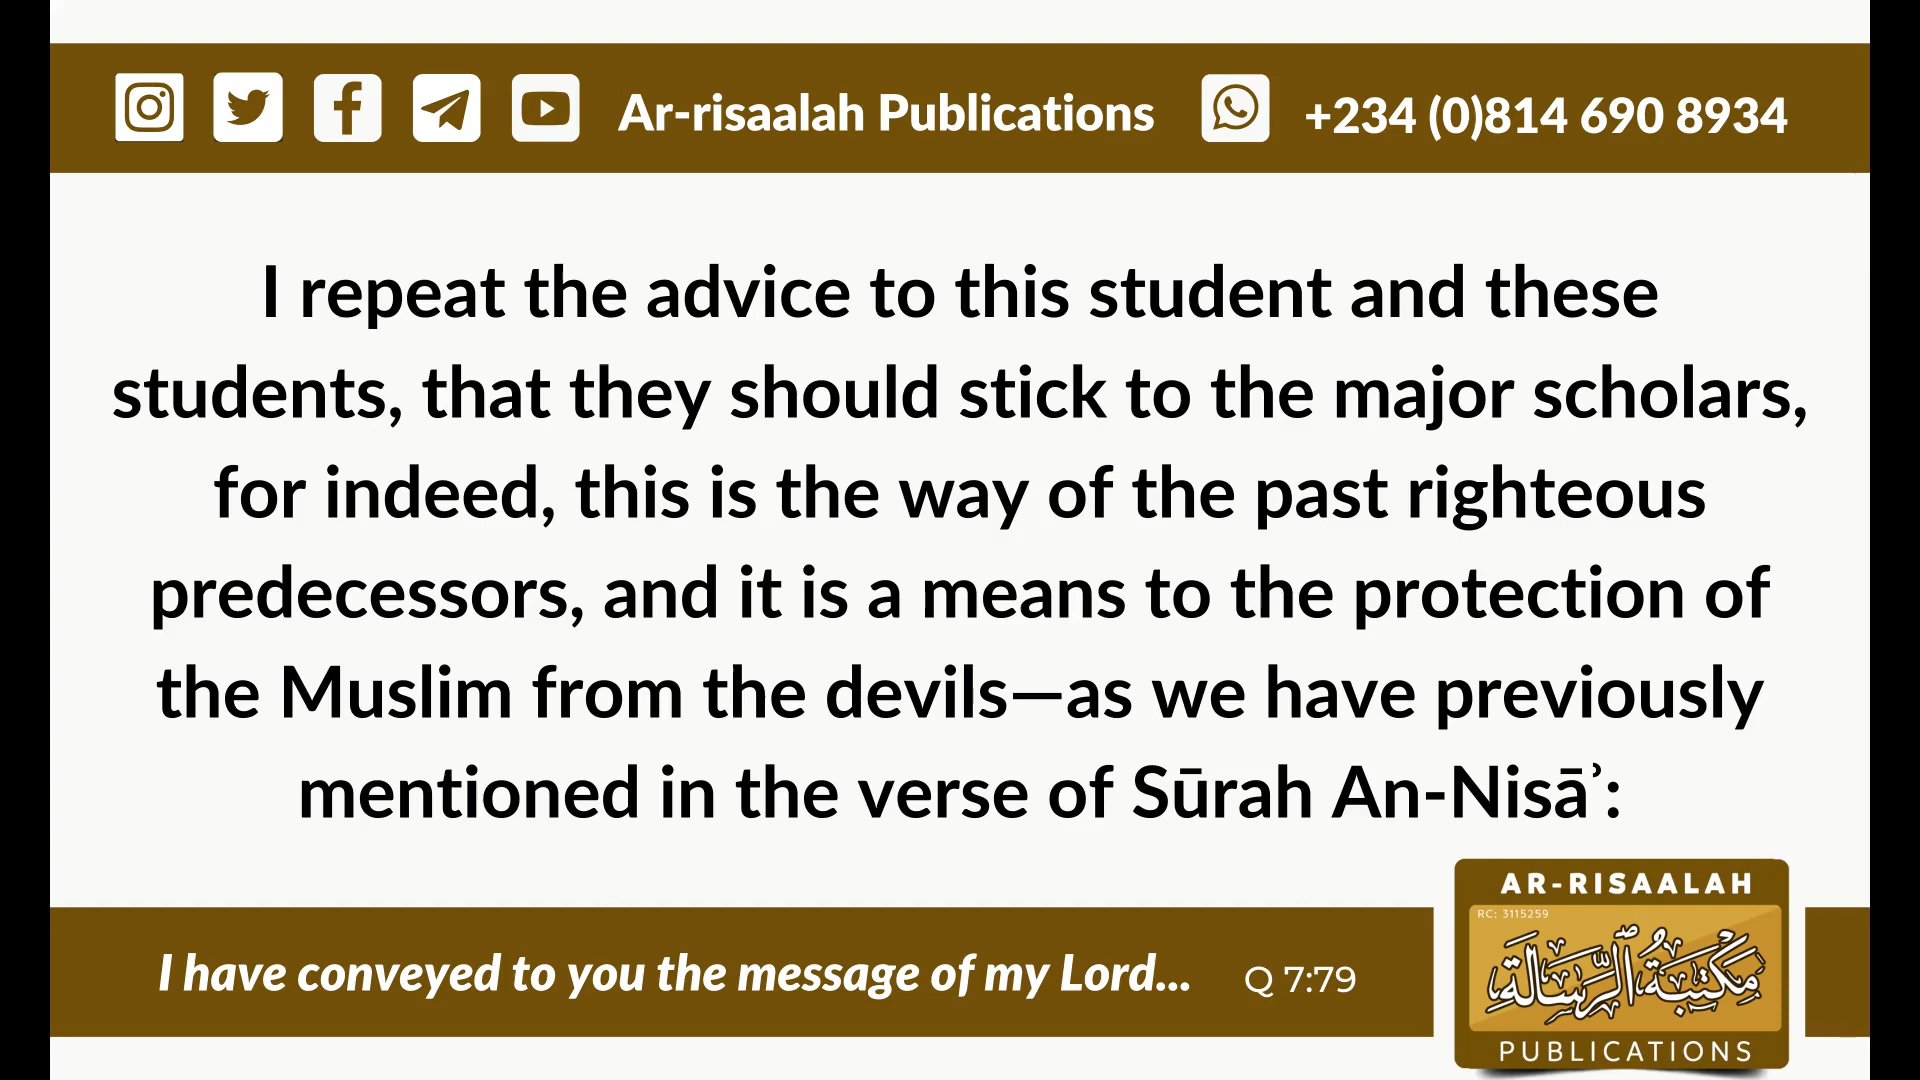 Ar-risaalah Publications +234 (0)814 690 8934
I repeat the advice to this student and these
students, that they should stick to the major scholars,
for indeed, this is the way of the past righteous
predecessors, and it is a means to the protection of
the Muslim from the devils—as we have previously
mentioned in the verse of Sūrah An-Nisāʾ:
I have conveyed to you the message of my Lord... Q 7:79
AR-RISAALAH
RC: 3115259
مَكْتَبَةُ الرِّسَالَةِ
PUBLICATIONS